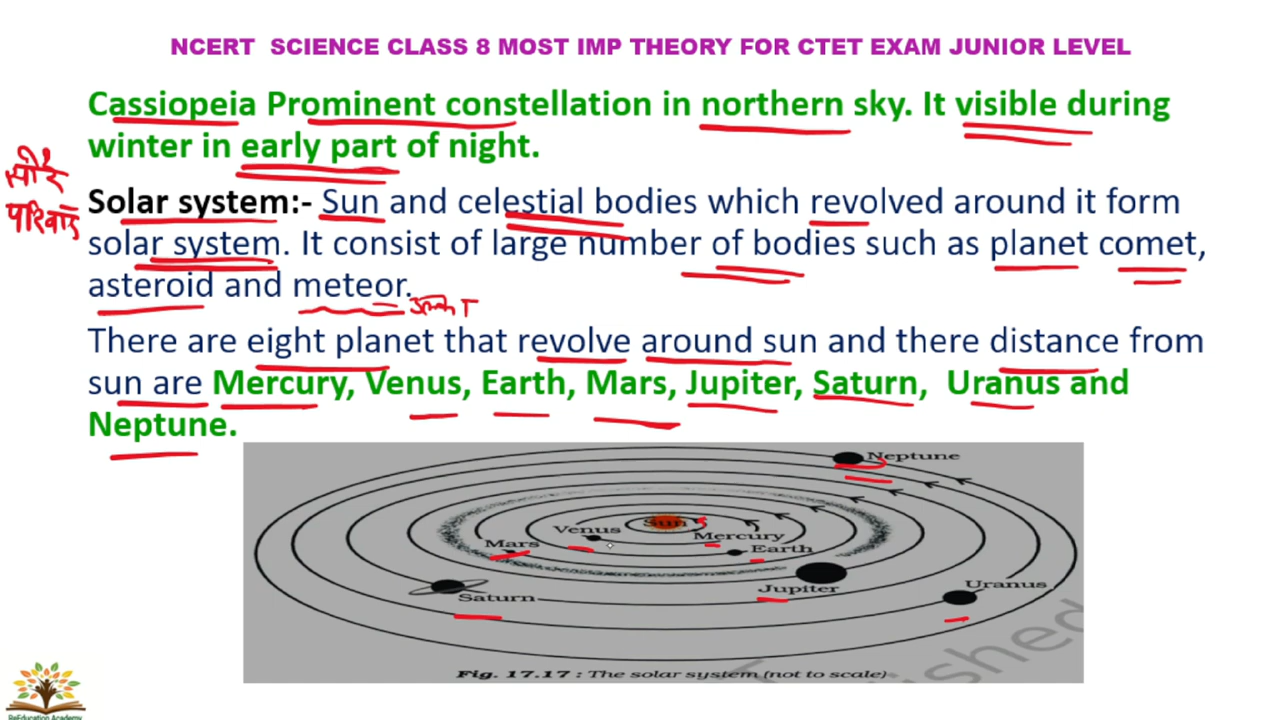 NCERT SCIENCE CLASS 8 MOST IMP THEORY FOR CTET EXAM JUNIOR LEVEL
Cassiopeia Prominent constellation in northern sky. It visible during
winter in early part of night.
सौर
परिवार
Solar system:- Sun and celestial bodies which revolved around it form
solar system. It consist of large number of bodies such as planet comet,
asteroid and meteor.
There are eight planet that revolve around sun and there distance from
sun are Mercury, Venus, Earth, Mars, Jupiter, Saturn, Uranus and
Neptune.
Neptune
Sun
Venus
Mercury
Mars
Earth
Jupiter
Uranus
Saturn
Fig. 17.17 : The solar system (not to scale)
ReEducation Academy